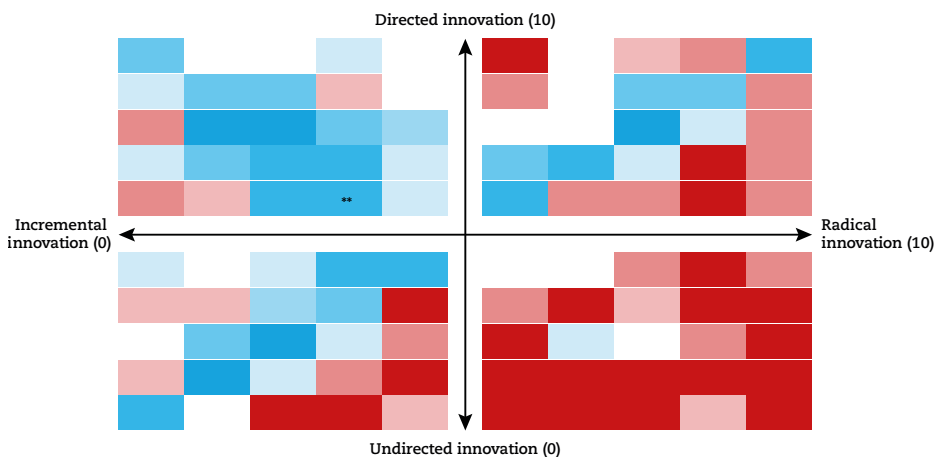 Directed innovation (10)
**
Incremental
innovation (0)
Radical
innovation (10)
Undirected innovation (0)